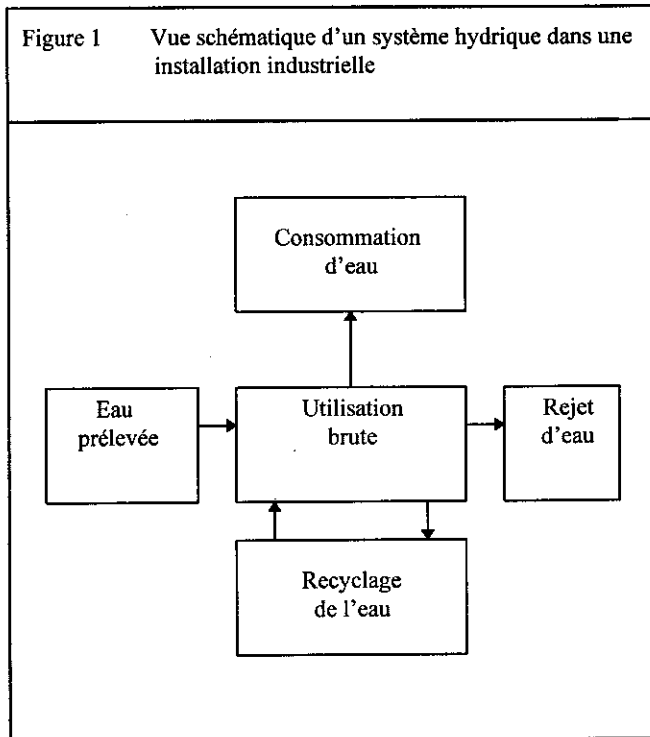 Figure 1 Vue schématique d'un système hydrique dans une
installation industrielle
Consommation
d'eau
Eau
prélevée
Utilisation
brute
Rejet
d'eau
Recyclage
de l'eau